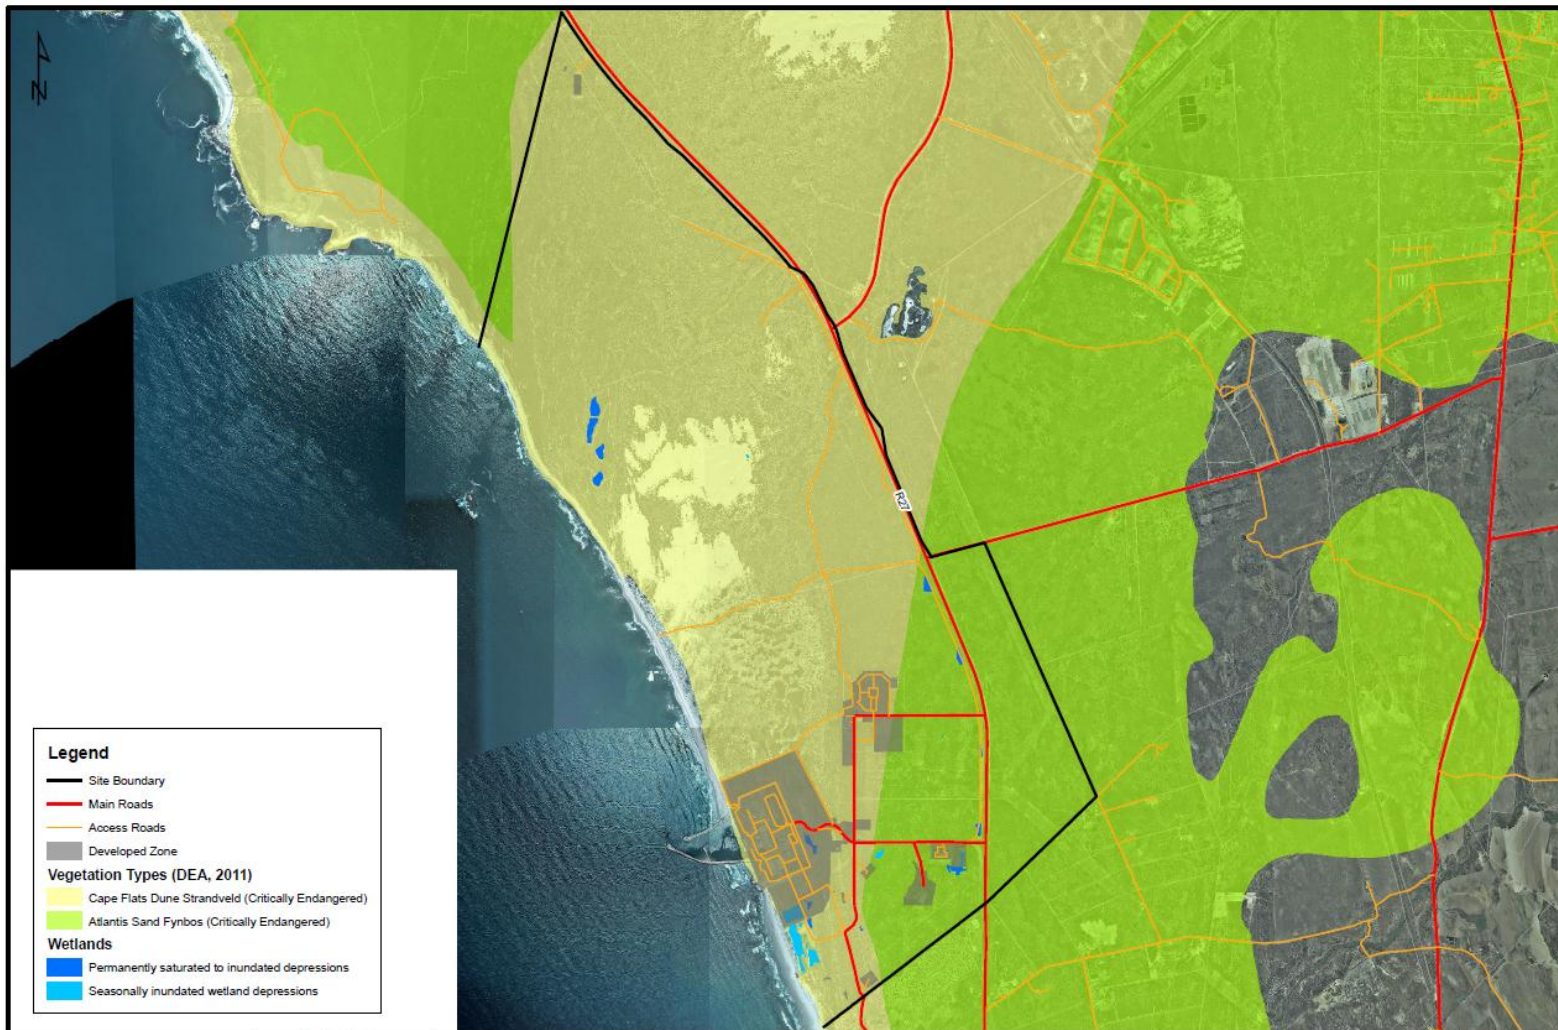 N
R27
Legend
Site Boundary
Main Roads
Access Roads
Developed Zone
Vegetation Types (DEA, 2011)
Cape Flats Dune Strandveld (Critically Endangered)
Atlantis Sand Fynbos (Critically Endangered)
Wetlands
Permanently saturated to inundated depressions
Seasonally inundated wetland depressions